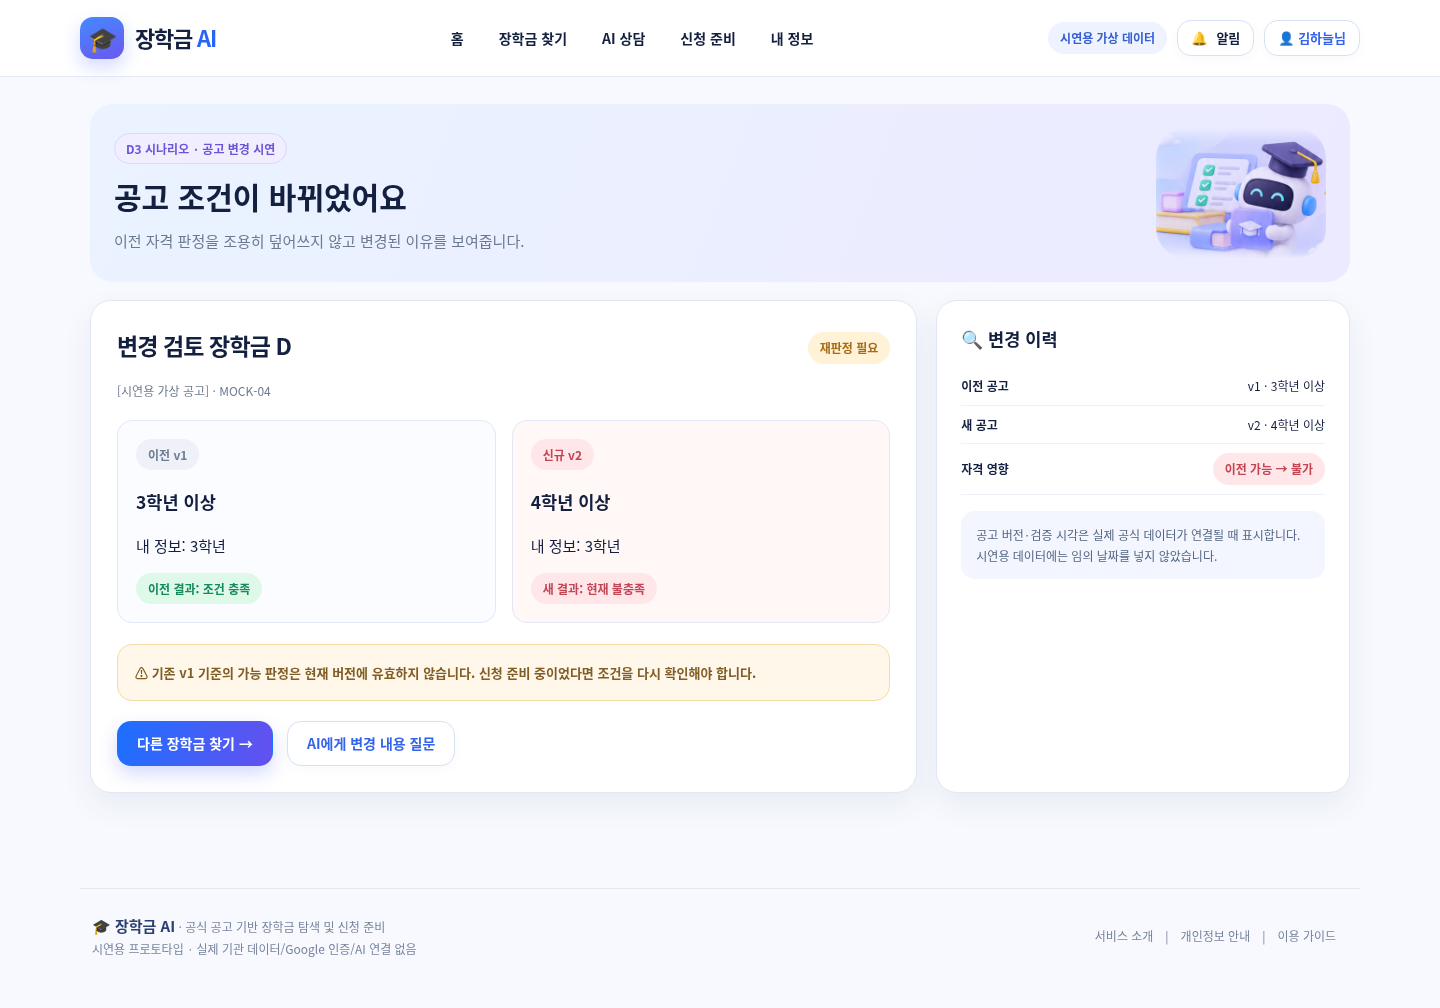 장학금 AI
홈
장학금 찾기
AI 상담
신청 준비
내 정보
시연용 가상 데이터
알림
김하늘님
D3 시나리오 · 공고 변경 시연
공고 조건이 바뀌었어요
이전 자격 판정을 조용히 덮어쓰지 않고 변경된 이유를 보여줍니다.
변경 검토 장학금 D
재판정 필요
[시연용 가상 공고] · MOCK-04
이전 v1
3학년 이상
내 정보: 3학년
이전 결과: 조건 충족
신규 v2
4학년 이상
내 정보: 3학년
새 결과: 현재 불충족
⚠ 기존 v1 기준의 가능 판정은 현재 버전에 유효하지 않습니다. 신청 준비 중이었다면 조건을 다시 확인해야 합니다.
다른 장학금 찾기 →
AI에게 변경 내용 질문
🔍 변경 이력
이전 공고 v1 · 3학년 이상
새 공고 v2 · 4학년 이상
자격 영향 이전 가능 → 불가
공고 버전·검증 시각은 실제 공식 데이터가 연결될 때 표시합니다.
시연용 데이터에는 임의 날짜를 넣지 않았습니다.
🎓 장학금 AI · 공식 공고 기반 장학금 탐색 및 신청 준비
시연용 프로토타입 · 실제 기관 데이터/Google 인증/AI 연결 없음
서비스 소개 | 개인정보 안내 | 이용 가이드